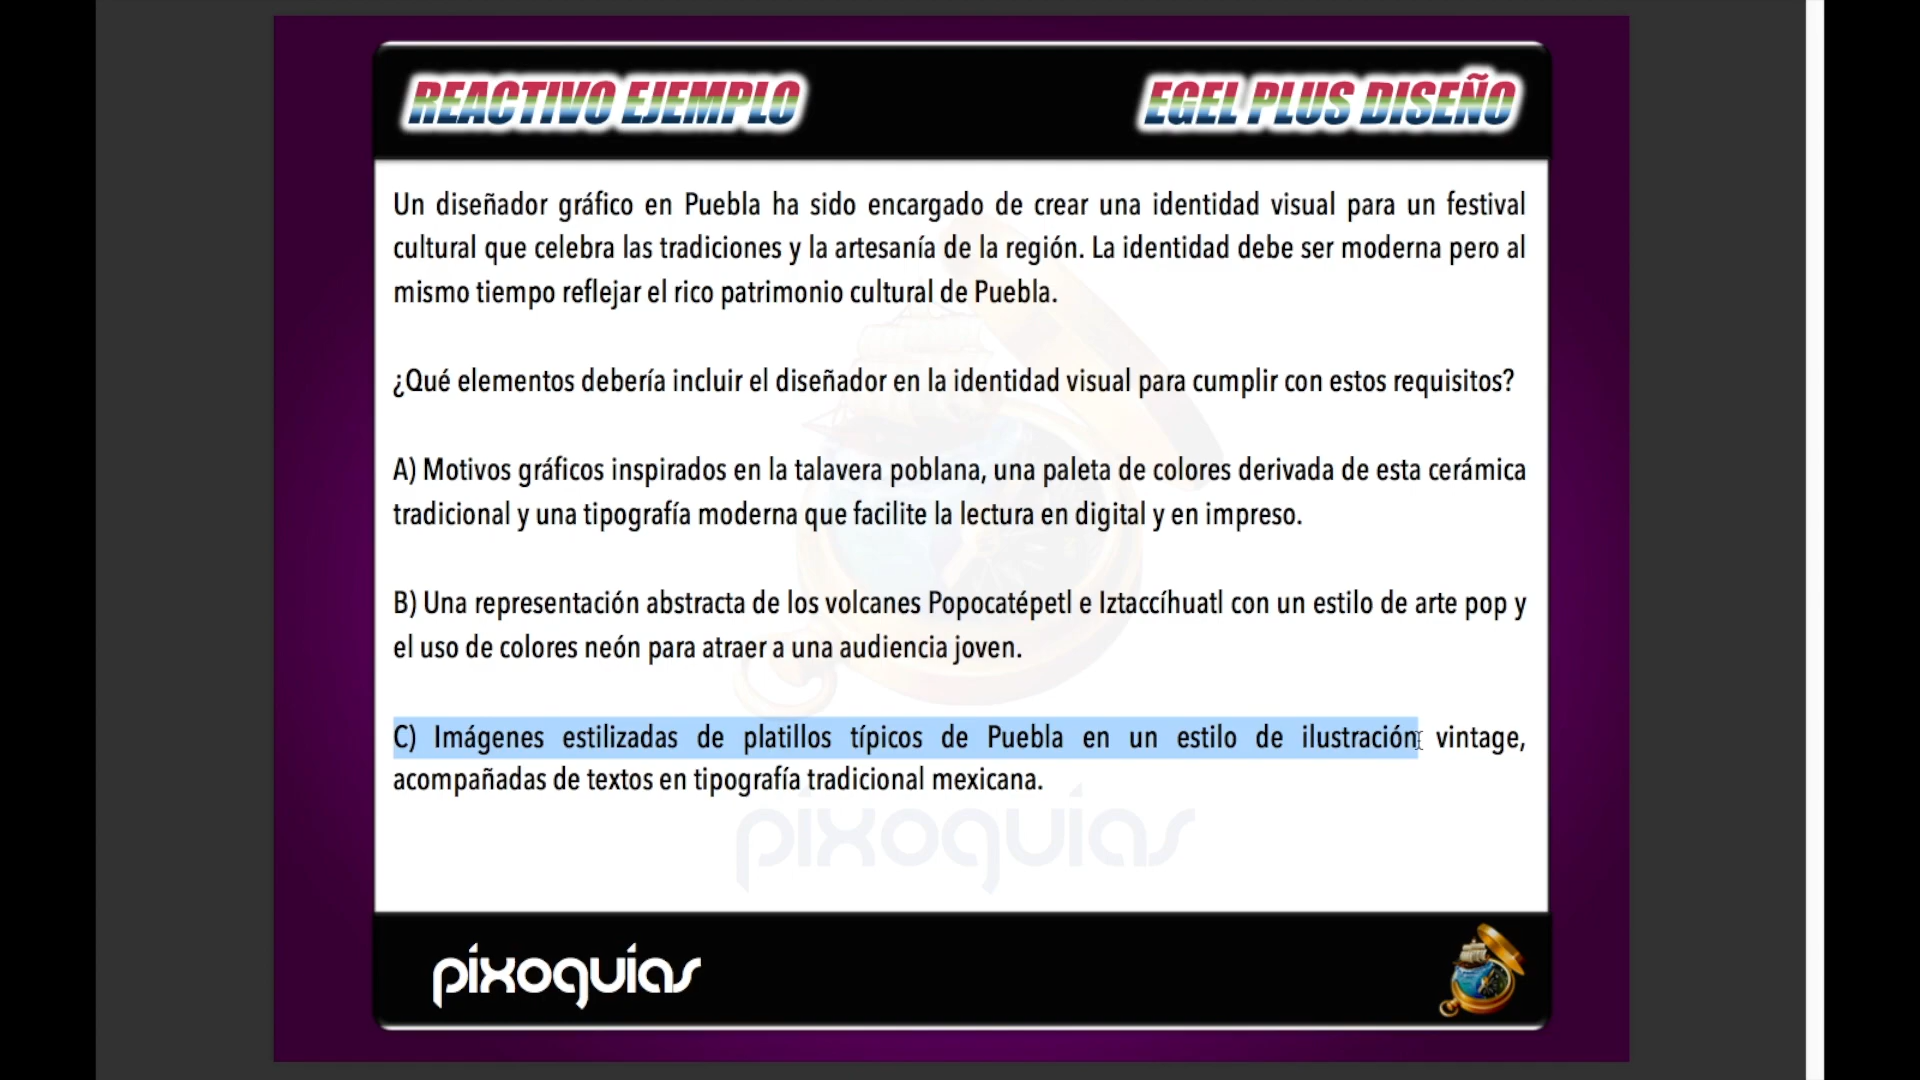 REACTIVO EJEMPLO
EGEL PLUS DISEÑO
Un diseñador gráfico en Puebla ha sido encargado de crear una identidad visual para un festival
cultural que celebra las tradiciones y la artesanía de la región. La identidad debe ser moderna pero al
mismo tiempo reflejar el rico patrimonio cultural de Puebla.
¿Qué elementos debería incluir el diseñador en la identidad visual para cumplir con estos requisitos?
A) Motivos gráficos inspirados en la talavera poblana, una paleta de colores derivada de esta cerámica
tradicional y una tipografía moderna que facilite la lectura en digital y en impreso.
B) Una representación abstracta de los volcanes Popocatépetl e Iztaccíhuatl con un estilo de arte pop y
el uso de colores neón para atraer a una audiencia joven.
C) Imágenes estilizadas de platillos típicos de Puebla en un estilo de ilustración vintage,
acompañadas de textos en tipografía tradicional mexicana.
pixoguías
pixoguías